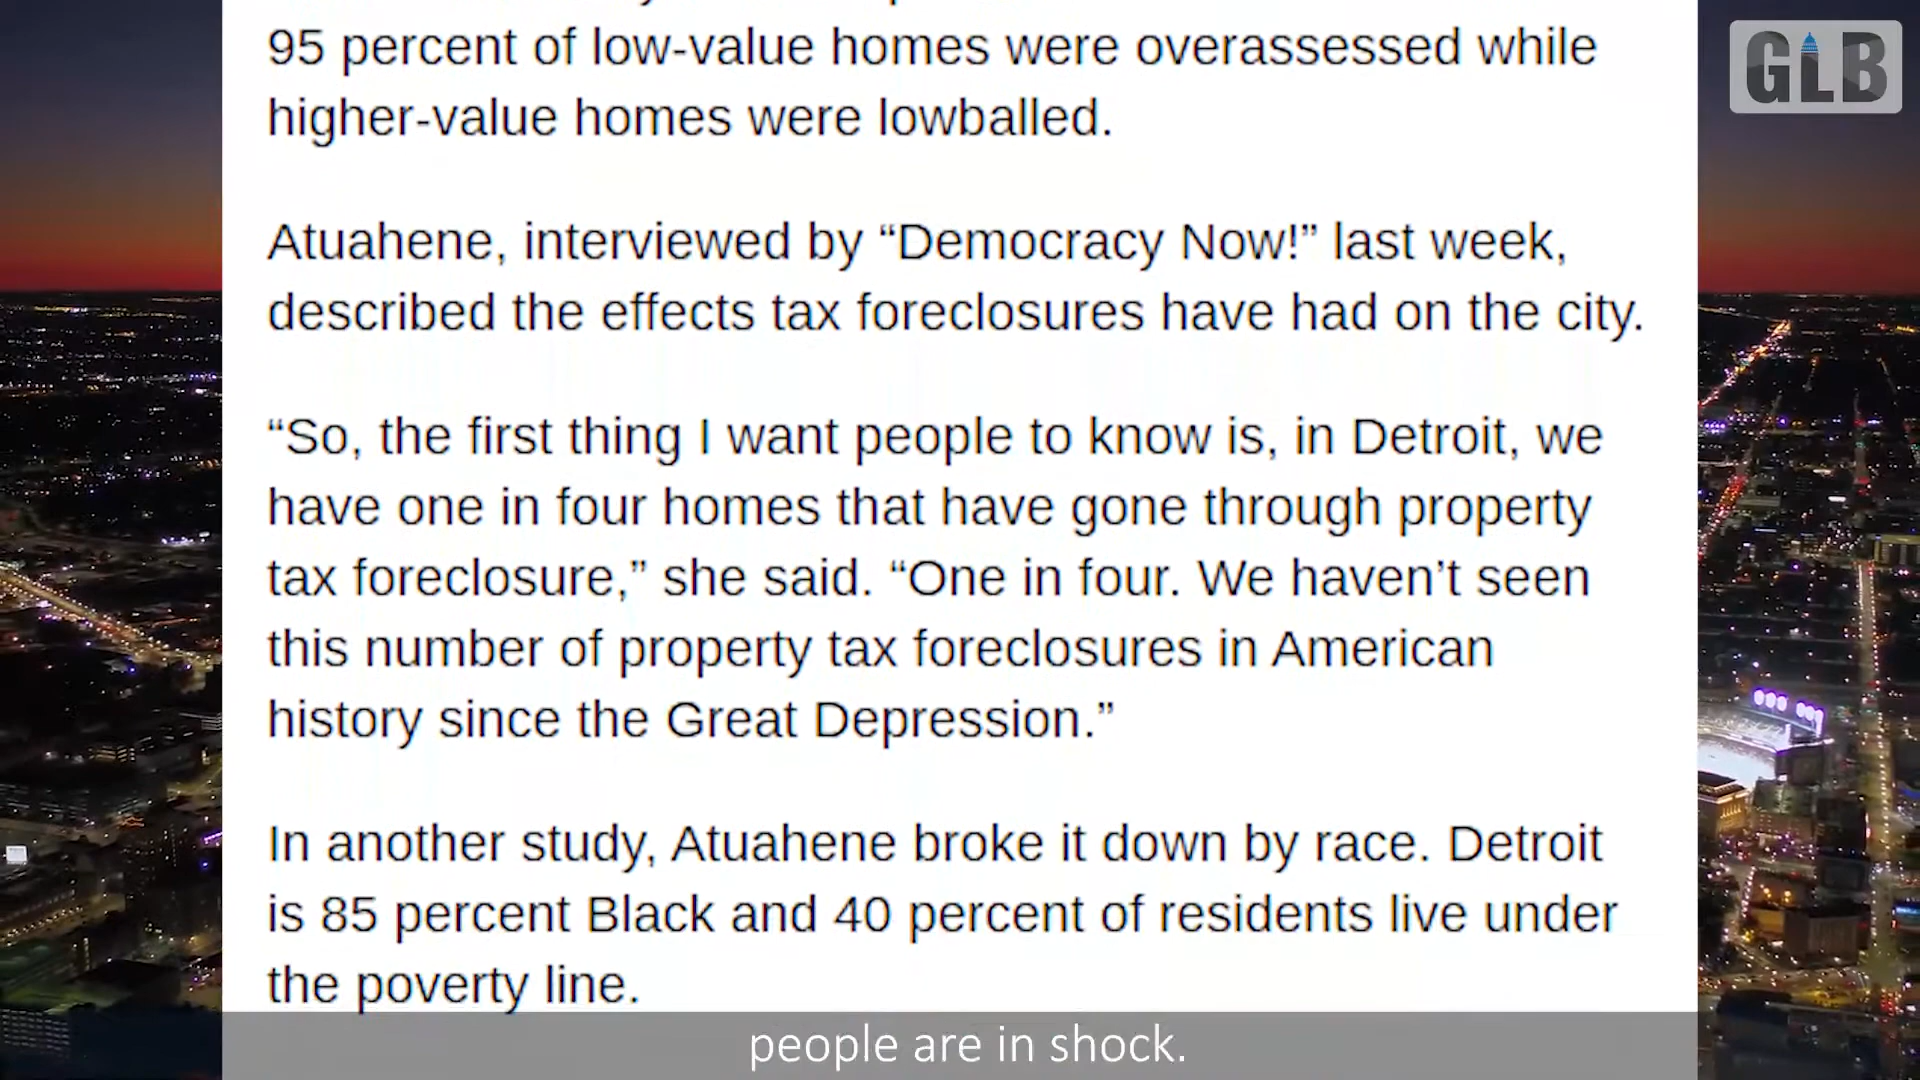 95 percent of low-value homes were overassessed while
higher-value homes were lowballed.
Atuahene, interviewed by “Democracy Now!” last week,
described the effects tax foreclosures have had on the city.
“So, the first thing I want people to know is, in Detroit, we
have one in four homes that have gone through property
tax foreclosure,” she said. “One in four. We haven’t seen
this number of property tax foreclosures in American
history since the Great Depression.”
In another study, Atuahene broke it down by race. Detroit
is 85 percent Black and 40 percent of residents live under
the poverty line.
people are in shock.
GLB